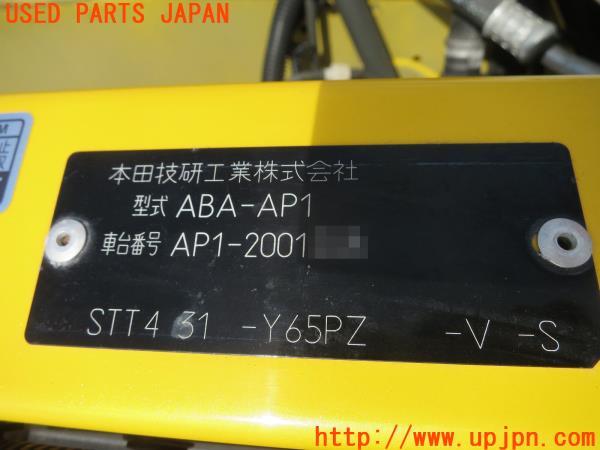 USED PARTS JAPAN
本田技研工業株式会社
型式 ABA-AP1
車台番号 AP1-2001
STT4 31 -Y65PZ -V -S
http://www.upjpn.com/